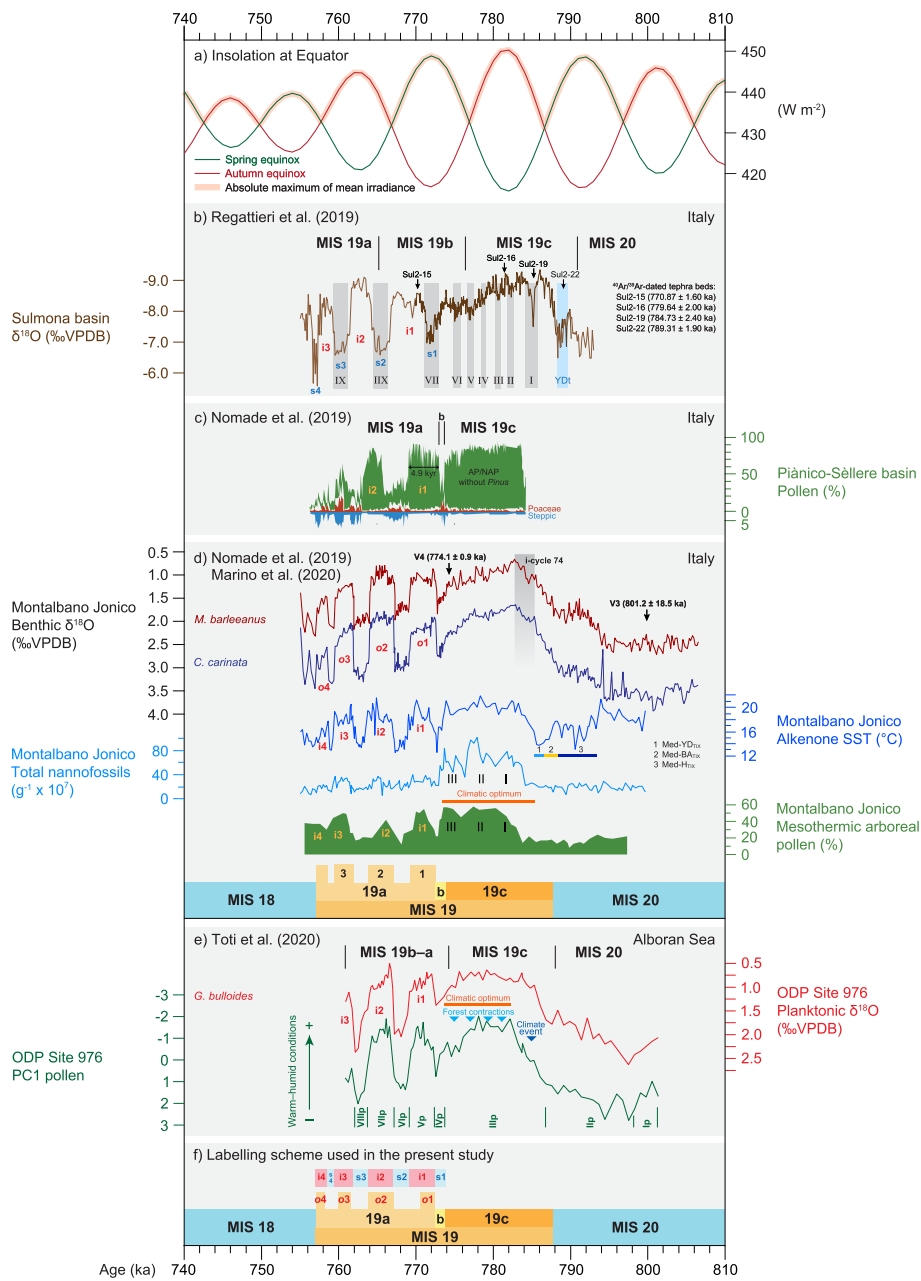 740 750 760 770 780 790 800 810
a) Insolation at Equator
450
440
430
420
(W m-2)
Spring equinox
Autumn equinox
Absolute maximum of mean irradiance
b) Regattieri et al. (2019)
Italy
MIS 19a
MIS 19b
MIS 19c
MIS 20
Sul2-15
Sul2-16
Sul2-19
Sul2-22
40Ar/39Ar-dated tephra beds:
Sul2-15 (770.87 ± 1.60 ka)
Sul2-16 (779.64 ± 2.00 ka)
Sul2-19 (784.73 ± 2.40 ka)
Sul2-22 (789.31 ± 1.90 ka)
Sulmona basin
δ18O (‰VPDB)
-9.0
-8.0
-7.0
-6.0
i3 i2 i1
s4 s3 s2 s1
IX IIX VII VI V IV III II I YDt
c) Nomade et al. (2019)
Italy
MIS 19a
b
MIS 19c
4.9 kyr
i2 i1
AP/NAP
without Pinus
Poaceae
Steppic
100
50
0
5
Piànico-Sèllere basin
Pollen (%)
d) Nomade et al. (2019)
Marino et al. (2020)
Italy
V4 (774.1 ± 0.9 ka)
i-cycle 74
V3 (801.2 ± 18.5 ka)
Montalbano Jonico
Benthic δ18O
(‰VPDB)
0.5
1.0
1.5
2.0
2.5
3.0
3.5
4.0
M. barleeanus
C. carinata
o4 o3 o2 o1
20
16
12
Montalbano Jonico
Alkenone SST (°C)
i4 i3 i2 i1
1 2 3
1 Med-YDTIX
2 Med-BATIX
3 Med-HTIX
Montalbano Jonico
Total nannofossils
(g-1 x 107)
80
40
0
III II I
Climatic optimum
i4 i3 i2 i1 III II I
60
40
20
0
Montalbano Jonico
Mesothermic arboreal
pollen (%)
3 2 1
MIS 18
19a
b
19c
MIS 20
MIS 19
e) Toti et al. (2020)
Alboran Sea
MIS 19b–a
MIS 19c
MIS 20
G. bulloides
i3 i2 i1
Climatic optimum
Forest contractions
Climate
event
0.5
1.0
1.5
2.0
2.5
ODP Site 976
Planktonic δ18O
(‰VPDB)
ODP Site 976
PC1 pollen
-3
-2
-1
0
1
2
3
Warm–humid conditions
+
VIIIp VIIp VIp Vp IVp IIIp IIp Ip
f) Labelling scheme used in the present study
i4 s4 i3 s3 i2 s2 i1 s1
o4 o3 o2 o1
MIS 18
19a
b
19c
MIS 20
MIS 19
Age (ka)
740 750 760 770 780 790 800 810